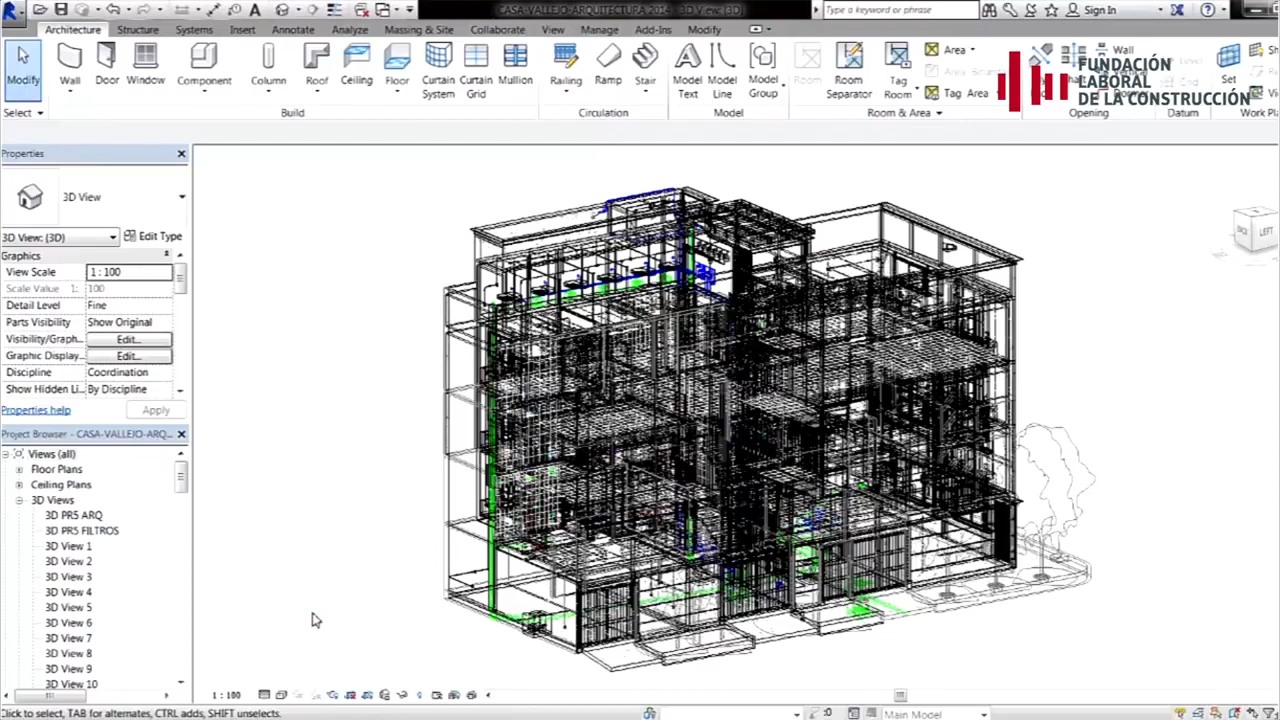 CASA-VALLEJO-ARQUITECTURA 2014 - 3D View: {3D}
Type a keyword or phrase
Sign In
Architecture
Structure
Systems
Insert
Annotate
Analyze
Massing & Site
Collaborate
View
Manage
Add-Ins
Modify
Modify
Wall
Door
Window
Component
Column
Roof
Ceiling
Floor
Curtain
System
Curtain
Grid
Mullion
Railing
Ramp
Stair
Model
Text
Model
Line
Model
Group
Room
Room
Separator
Tag
Room
Area
Tag Area
Wall
Set
FUNDACIÓN
LABORAL
DE LA CONSTRUCCIÓN
Select
Build
Circulation
Model
Room & Area
Opening
Datum
Work Pl
Properties
3D View
3D View: {3D}
Edit Type
Graphics
View Scale
1 : 100
Scale Value 1:
100
Detail Level
Fine
Parts Visibility
Show Original
Visibility/Graph...
Edit...
Graphic Display...
Edit...
Discipline
Coordination
Show Hidden Li...
By Discipline
Properties help
Apply
Project Browser - CASA-VALLEJO-ARQ...
Views (all)
Floor Plans
Ceiling Plans
3D Views
3D PR5 ARQ
3D PR5 FILTROS
3D View 1
3D View 2
3D View 3
3D View 4
3D View 5
3D View 6
3D View 7
3D View 8
3D View 9
3D View 10
LEFT
1 : 100
Click to select, TAB for alternates, CTRL adds, SHIFT unselects.
:0
Main Model